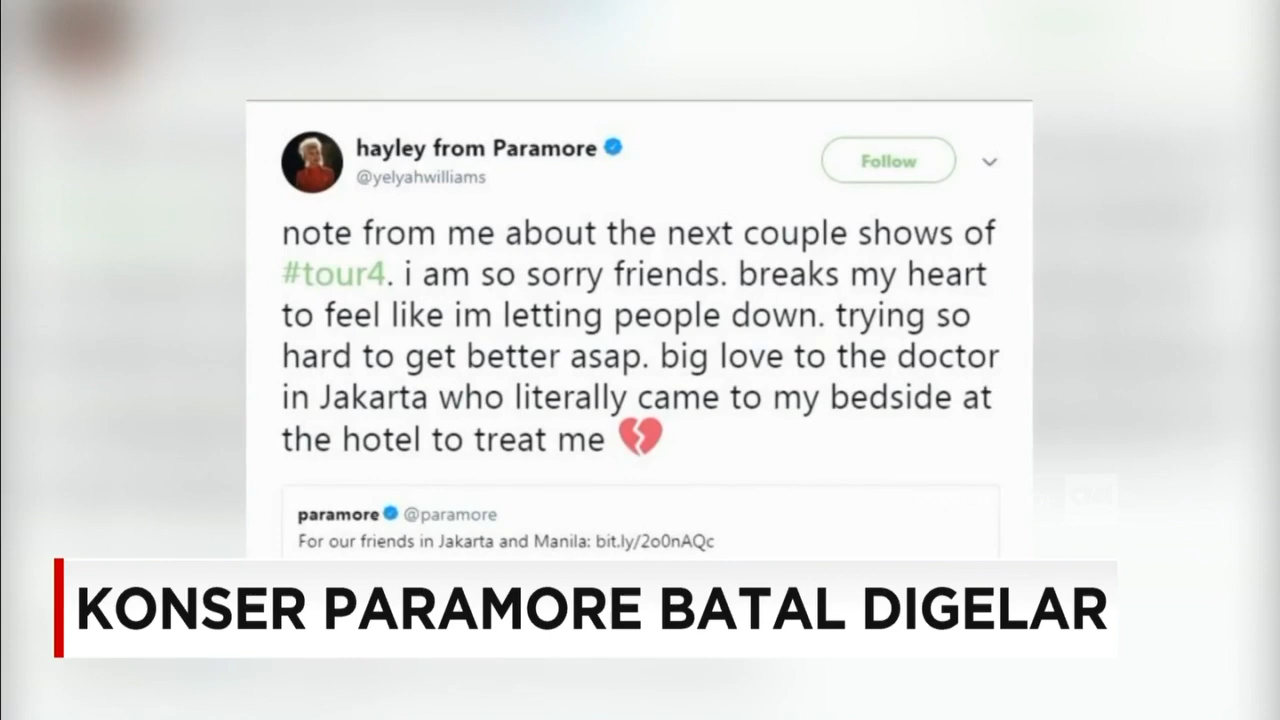 hayley from Paramore
@yelyahwilliams
Follow
note from me about the next couple shows of
#tour4. i am so sorry friends. breaks my heart
to feel like im letting people down. trying so
hard to get better asap. big love to the doctor
in Jakarta who literally came to my bedside at
the hotel to treat me 💔
paramore @paramore
For our friends in Jakarta and Manila: bit.ly/2o0nAQc
KONSER PARAMORE BATAL DIGELAR